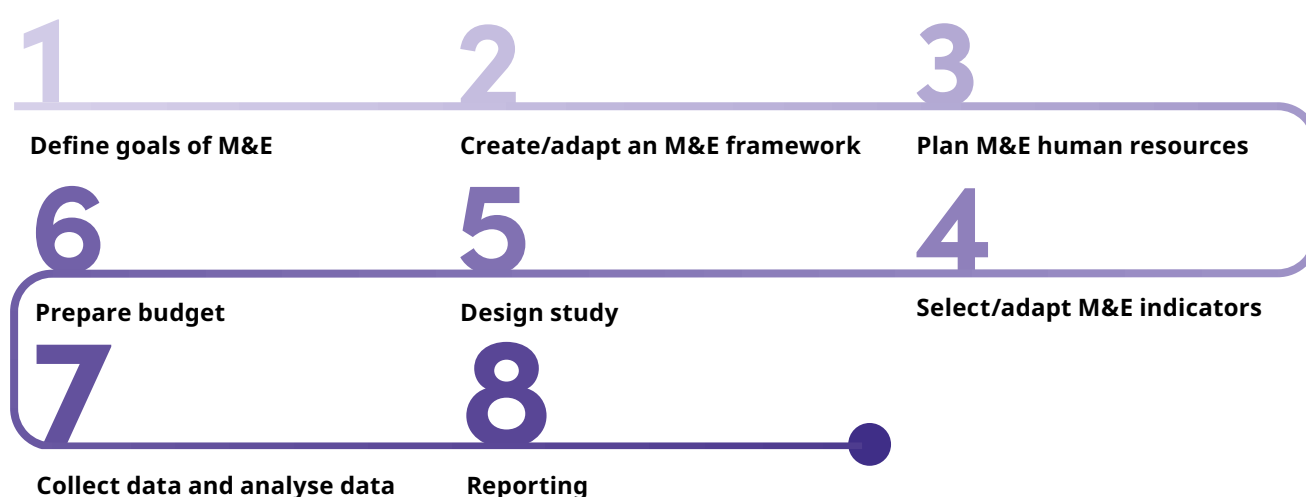 1 2 3
Define goals of M&E Create/adapt an M&E framework Plan M&E human resources
6 5 4
Prepare budget Design study Select/adapt M&E indicators
7 8
Collect data and analyse data Reporting